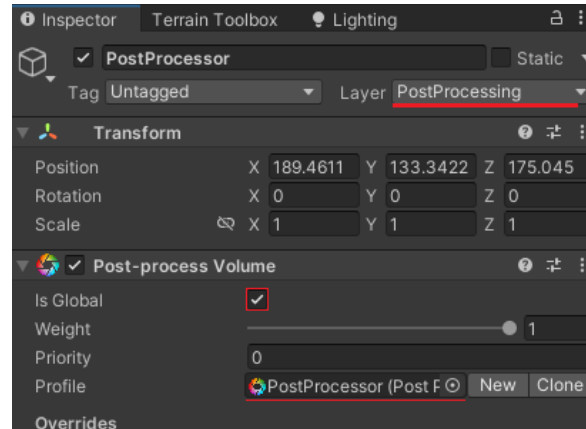 Inspector Terrain Toolbox Lighting
PostProcessor Static
Tag Untagged Layer PostProcessing
Transform
Position X 189.4611 Y 133.3422 Z 175.045
Rotation X 0 Y 0 Z 0
Scale X 1 Y 1 Z 1
Post-process Volume
Is Global
Weight 1
Priority 0
Profile PostProcessor (Post P New Clone
Overrides